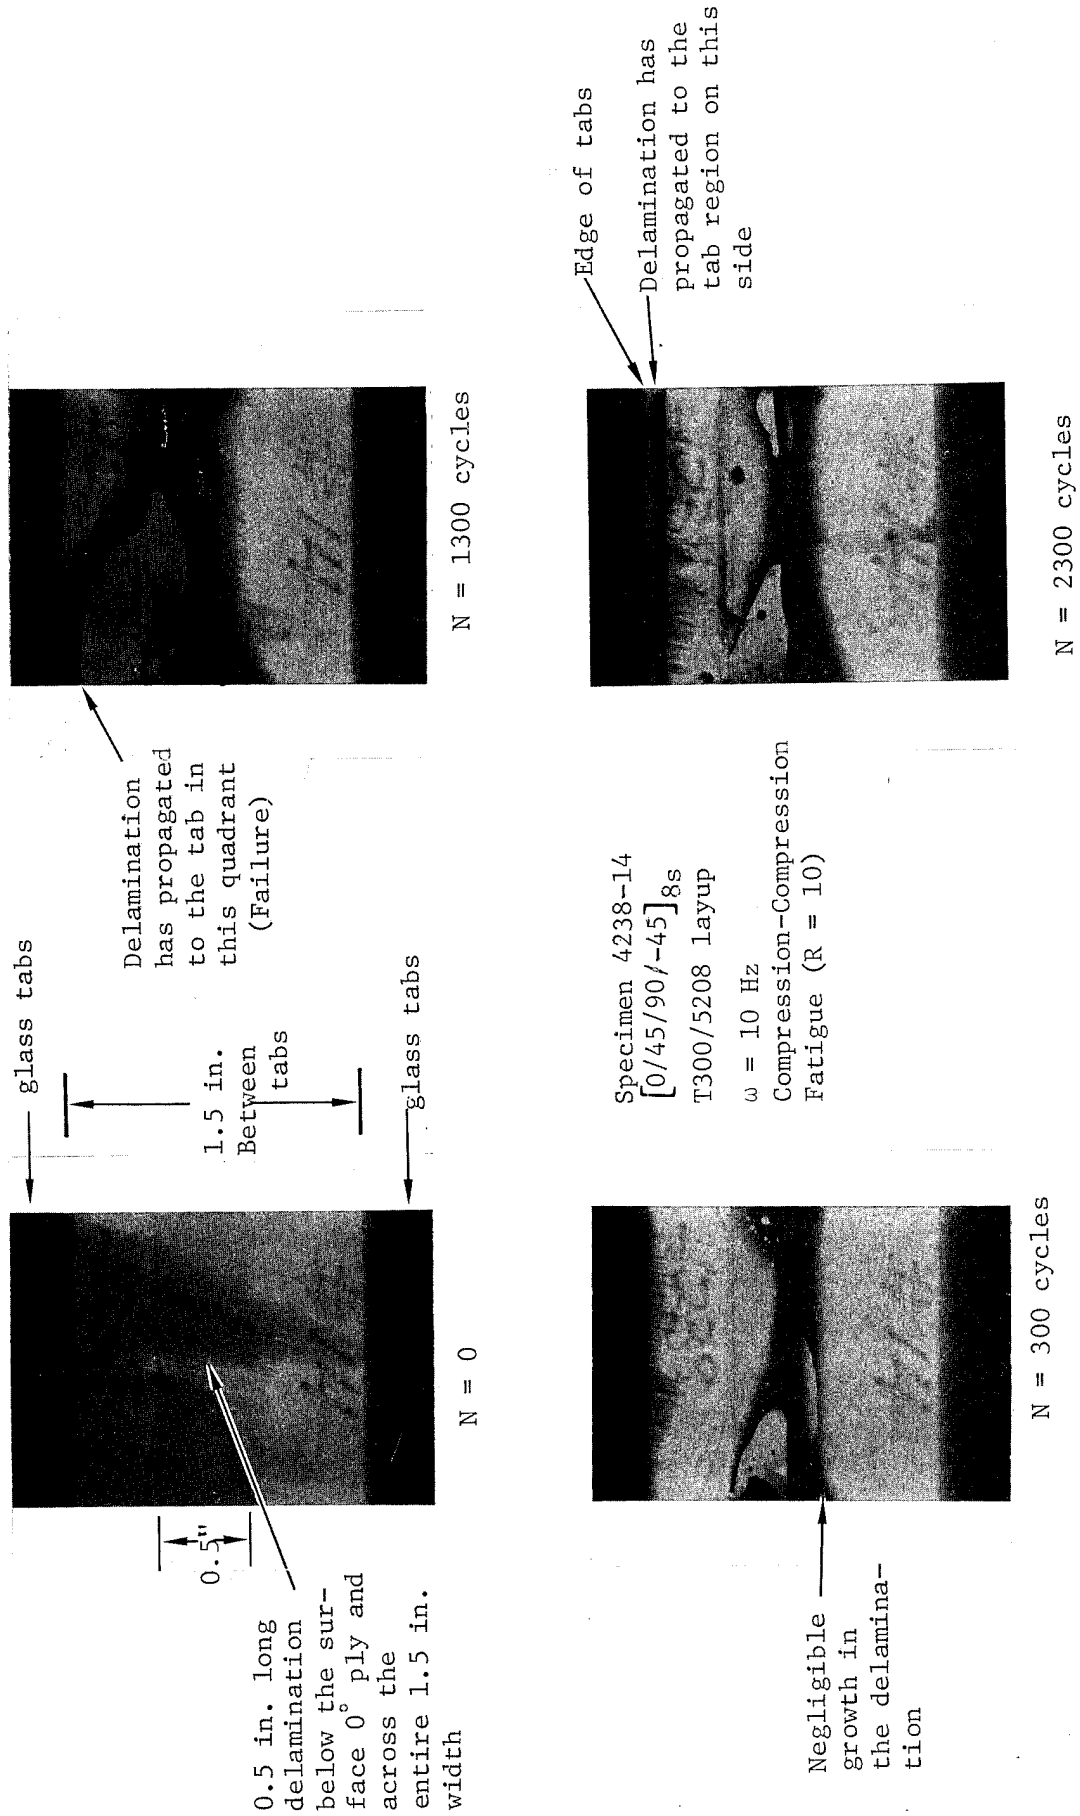 glass tabs
1.5 in.
Between
tabs
glass tabs
0.5"
0.5 in. long
delamination
below the sur-
face 0° ply and
across the
entire 1.5 in.
width
N = 0
Delamination
has propagated
to the tab in
this quadrant
(Failure)
N = 1300 cycles
Negligible
growth in
the delamina-
tion
N = 300 cycles
Specimen 4238-14
[0/45/90/-45]8s
T300/5208 layup
ω = 10 Hz
Compression-Compression
Fatigue (R = 10)
Edge of tabs
Delamination has
propagated to the
tab region on this
side
N = 2300 cycles